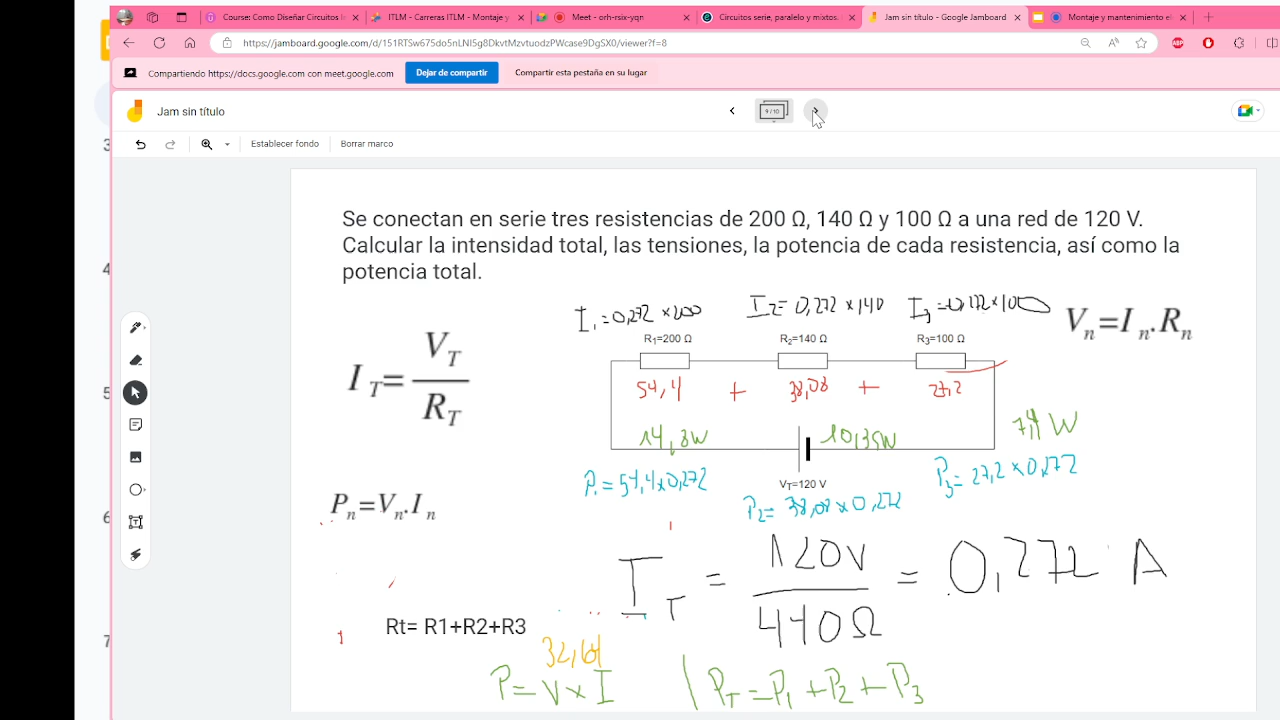 Course: Como Diseñar Circuitos I
ITLM - Carreras ITLM - Montaje y
Meet - orh-rsix-yqn
Circuitos serie, paralelo y mixtos.
Jam sin título - Google Jamboard
Montaje y mantenimiento el
https://jamboard.google.com/d/151RTSw675do5nLNI5g8DkvtMzvtuodzPWcase9DgSX0/viewer?f=8
Compartiendo https://docs.google.com con meet.google.com
Dejar de compartir
Compartir esta pestaña en su lugar
Jam sin título
9 / 10
Establecer fondo
Borrar marco
3
4
5
6
7
Se conectan en serie tres resistencias de 200 Ω, 140 Ω y 100 Ω a una red de 120 V.
Calcular la intensidad total, las tensiones, la potencia de cada resistencia, así como la
potencia total.
I₁=0,272 x 200
I2= 0,272 x 140
I₃=0,272x100
Vn=In.Rn
R1=200 Ω
R2=140 Ω
R3=100 Ω
IT=VT/RT
54,4 + 38,08 + 27,2
14,8W
10,35W
7,4 W
P₁= 54,4x0,272
VT=120 V
P2= 38,08 x 0,272
P3= 27,2 x 0,272
Pn=Vn.In
IT = 120V/440Ω = 0,272 A
Rt= R1+R2+R3
P= V x I
PT = P1 + P2 + P3